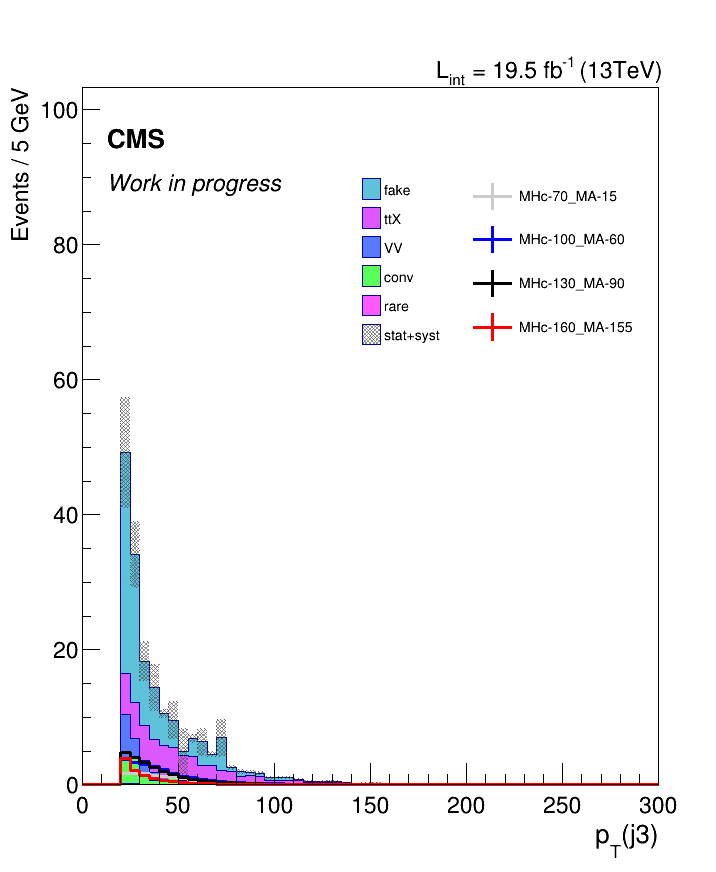 L_int = 19.5 fb^-1 (13TeV)
Events / 5 GeV
100
80
60
40
20
0
CMS
Work in progress
fake
ttX
VV
conv
rare
stat+syst
MHc-70_MA-15
MHc-100_MA-60
MHc-130_MA-90
MHc-160_MA-155
0 50 100 150 200 250 300
p_T(j3)